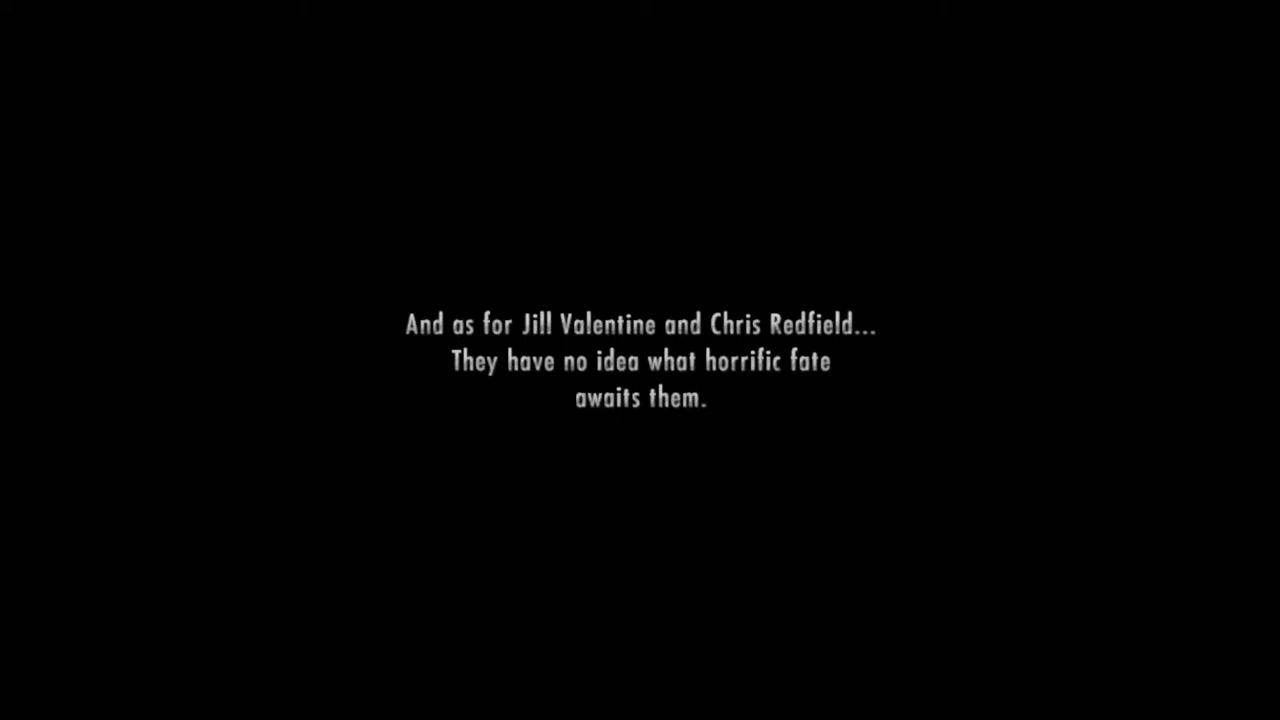 And as for Jill Valentine and Chris Redfield...
They have no idea what horrific fate
awaits them.